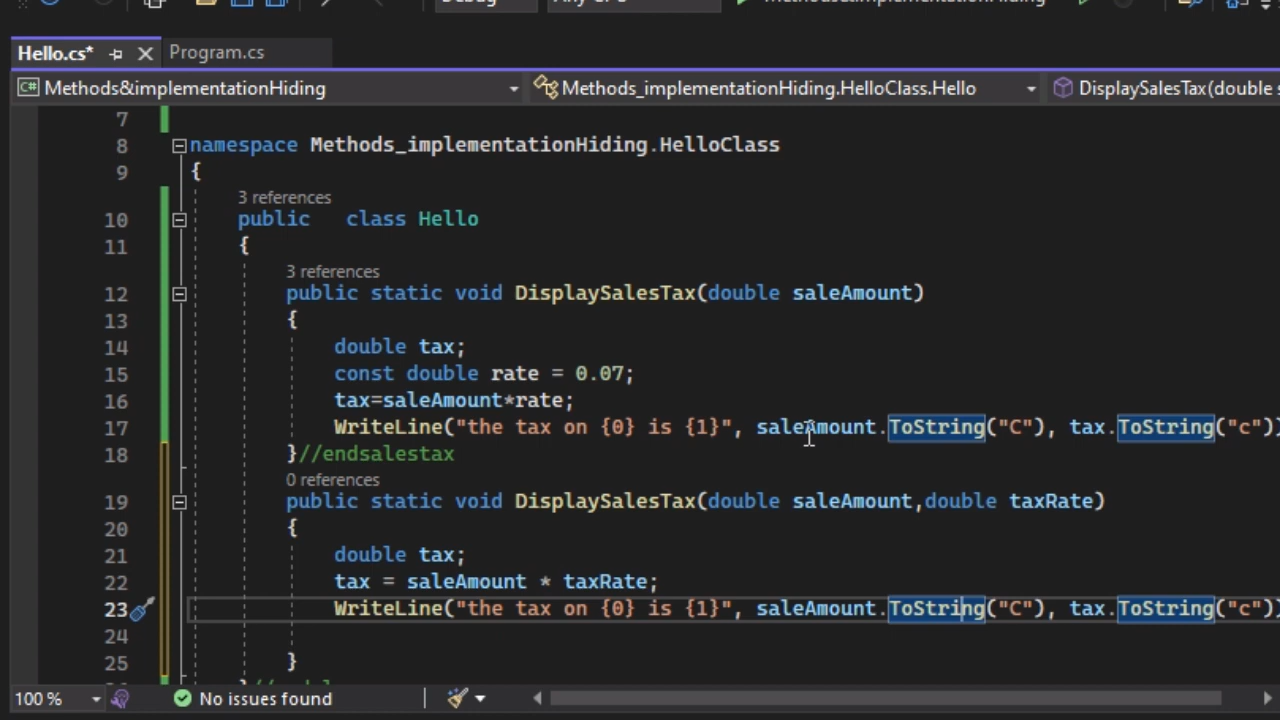 Hello.cs* Program.cs
Methods&implementationHiding Methods_implementationHiding.HelloClass.Hello DisplaySalesTax(double
7
8 namespace Methods_implementationHiding.HelloClass
9 {
3 references
10 public class Hello
11 {
3 references
12 public static void DisplaySalesTax(double saleAmount)
13 {
14 double tax;
15 const double rate = 0.07;
16 tax=saleAmount*rate;
17 WriteLine("the tax on {0} is {1}", saleAmount.ToString("C"), tax.ToString("c"))
18 }//endsalestax
0 references
19 public static void DisplaySalesTax(double saleAmount,double taxRate)
20 {
21 double tax;
22 tax = saleAmount * taxRate;
23 WriteLine("the tax on {0} is {1}", saleAmount.ToString("C"), tax.ToString("c"))
24
25 }
100 % No issues found